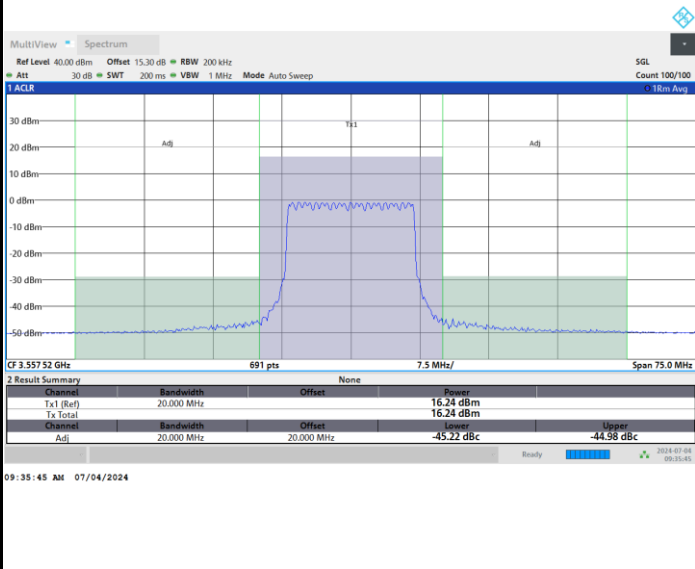 MultiView Spectrum
Ref Level 40.00 dBm Offset 15.30 dB RBW 200 kHz SGL
Att 30 dB SWT 200 ms VBW 1 MHz Mode Auto Sweep Count 100/100
1 ACLR 1Rm Avg
30 dBm
Tx1
20 dBm Adj Adj
10 dBm
0 dBm
-10 dBm
-20 dBm
-30 dBm
-40 dBm
-50 dBm
CF 3.557 52 GHz 691 pts 7.5 MHz/ Span 75.0 MHz
2 Result Summary None
Channel Bandwidth Offset Power
Tx1 (Ref) 20.000 MHz 16.24 dBm
Tx Total 16.24 dBm
Channel Bandwidth Offset Lower Upper
Adj 20.000 MHz 20.000 MHz -45.22 dBc -44.98 dBc
Ready 2024-07-04
09:35:45
09:35:45 AM 07/04/2024